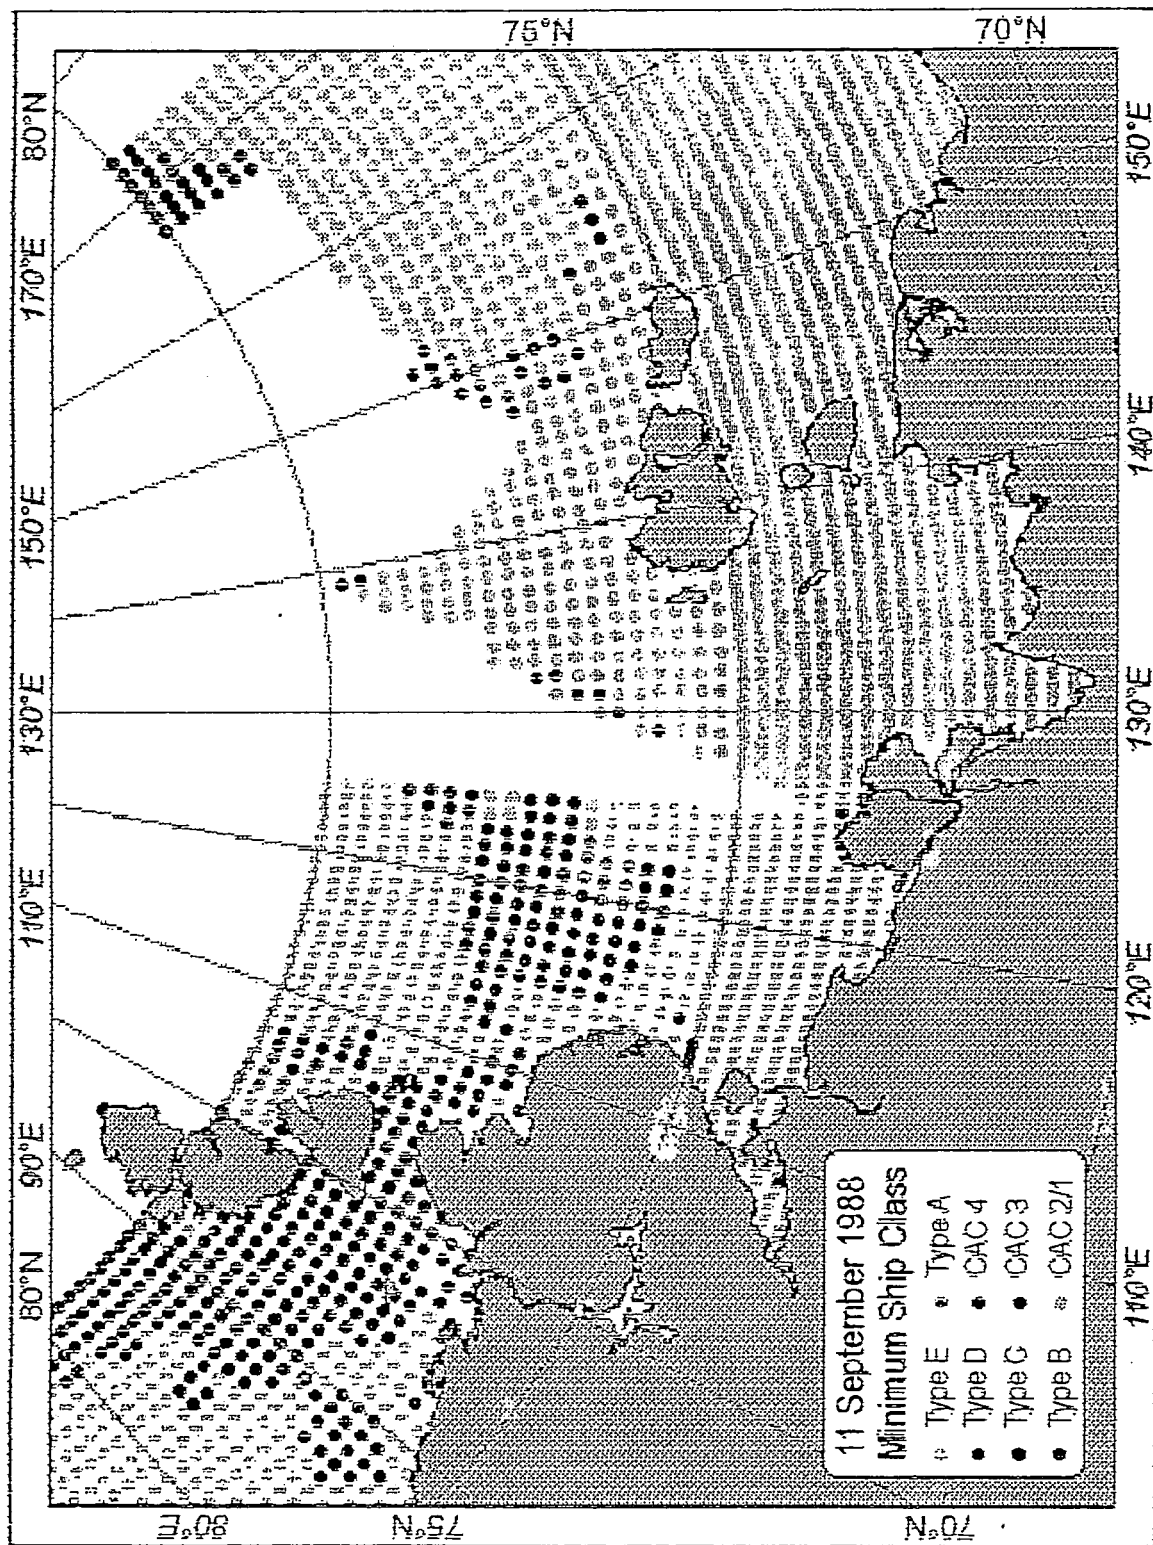 80°N
170°E
150°E
130°E
110°E
90°E
80°N
75°N
70°N
150°E
140°E
130°E
120°E
110°E
80°E
75°N
70°N
11 September 1988
Minimum Ship Class
Type E
Type A
Type D
CAC 4
Type C
CAC 3
Type B
CAC 2/1